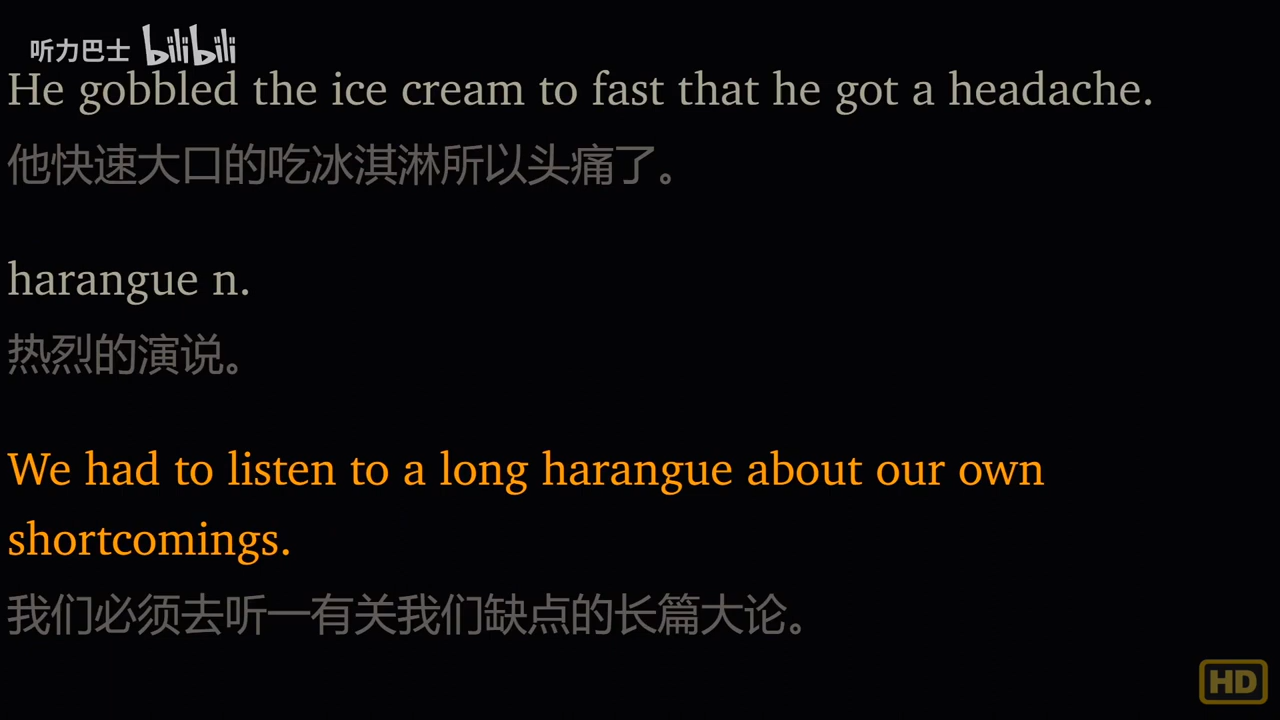 听力巴士 bilibili
He gobbled the ice cream to fast that he got a headache.
他快速大口的吃冰淇淋所以头痛了。
harangue n.
热烈的演说。
We had to listen to a long harangue about our own
shortcomings.
我们必须去听一有关我们缺点的长篇大论。
HD